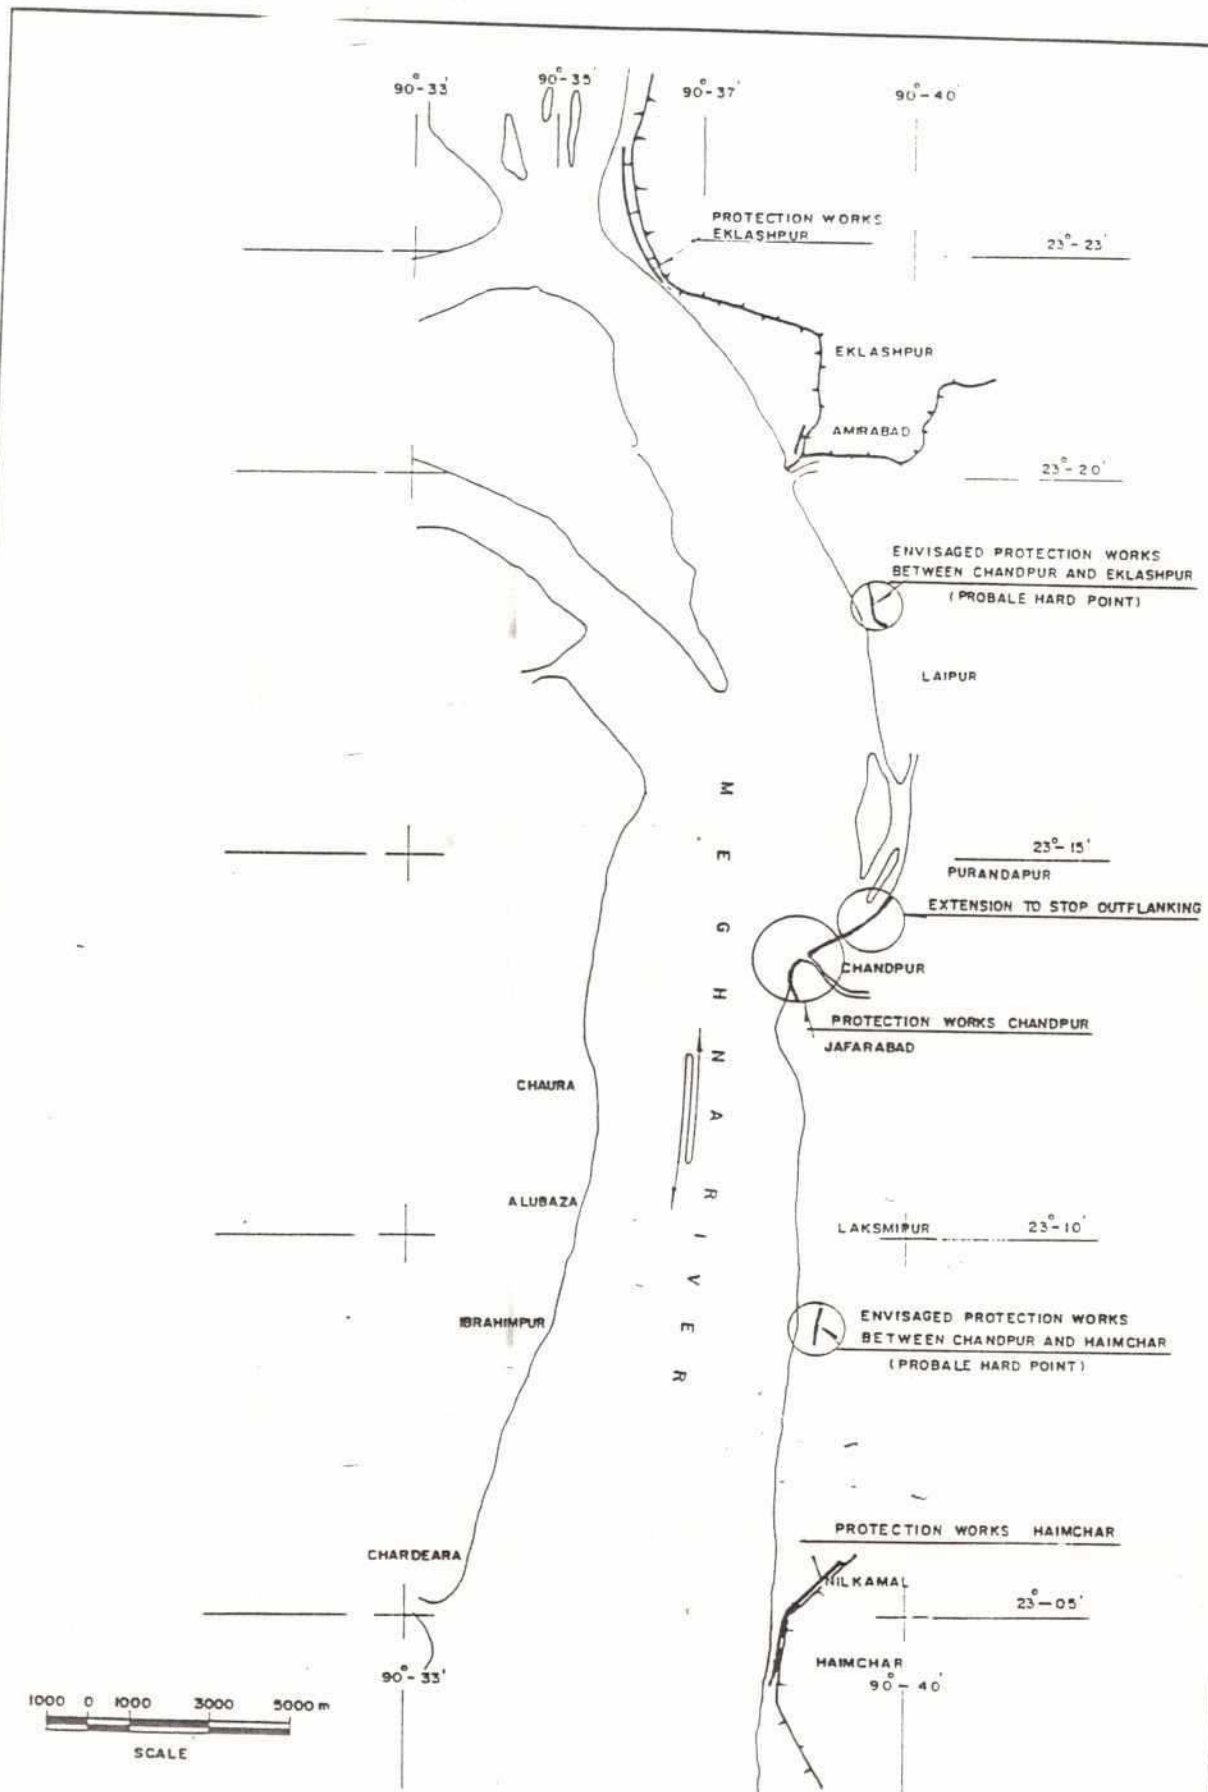 90°-33'
90°-35'
90°-37'
90°-40'
PROTECTION WORKS
EKLASHPUR
23°-23'
EKLASHPUR
AMIRABAD
23°-20'
ENVISAGED PROTECTION WORKS
BETWEEN CHANDPUR AND EKLASHPUR
(PROBALE HARD POINT)
LAIPUR
MEGHNA RIVER
23°-15'
PURANDAPUR
EXTENSION TO STOP OUTFLANKING
CHANDPUR
PROTECTION WORKS CHANDPUR
JAFARABAD
CHAURA
ALUBAZA
LAKSMIPUR
23°-10'
IBRAHIMPUR
ENVISAGED PROTECTION WORKS
BETWEEN CHANDPUR AND HAIMCHAR
(PROBALE HARD POINT)
PROTECTION WORKS HAIMCHAR
CHARDEARA
NILKAMAL
23°-05'
HAIMCHAR
90°-33'
90°-40'
1000 0 1000 3000 5000 m
SCALE